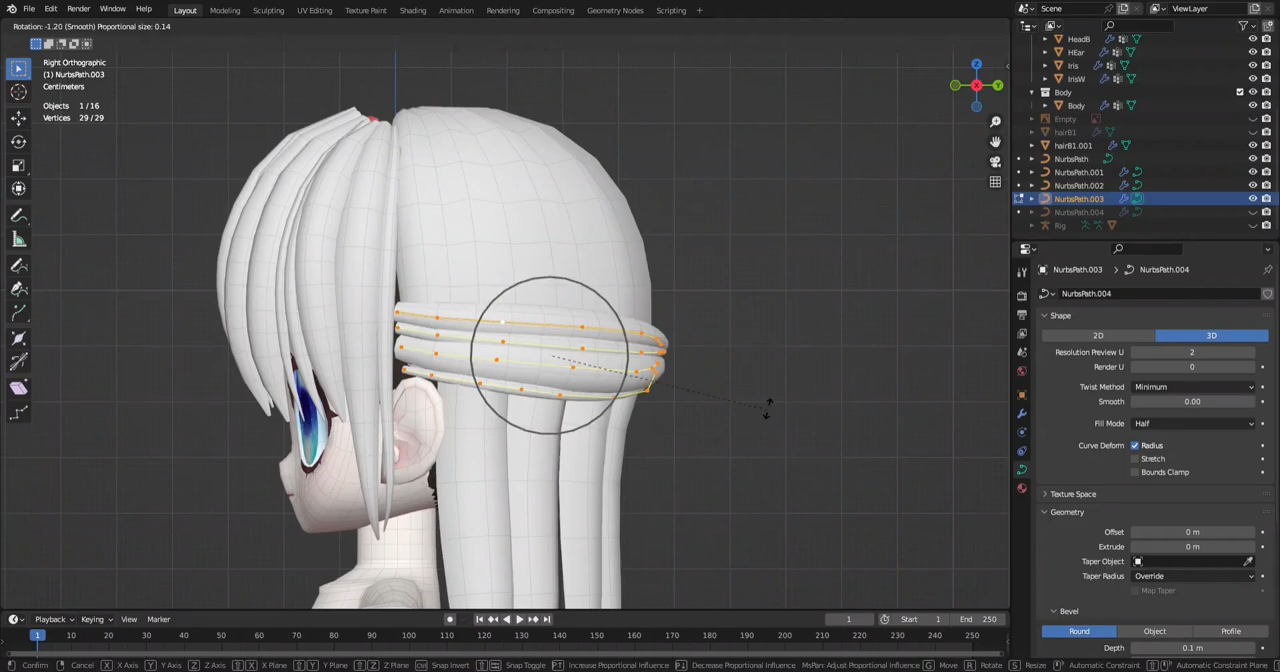 File Edit Render Window Help Layout Modeling Sculpting UV Editing Texture Paint Shading Animation Rendering Compositing Geometry Nodes Scripting + Scene ViewLayer
Rotation: -1.20 (Smooth) Proportional size: 0.14
Right Orthographic
(1) NurbsPath.003
Centimeters
Objects 1 / 16
Vertices 29 / 29
Z
X
Y
HeadB
HEar
Iris
IrisW
Body
Body
Empty
hairB1
hairB1.001
NurbsPath
NurbsPath.001
NurbsPath.002
NurbsPath.003
NurbsPath.004
Rig
NurbsPath.003 > NurbsPath.004
NurbsPath.004
Shape
2D 3D
Resolution Preview U 2
Render U 0
Twist Method Minimum
Smooth 0.00
Fill Mode Half
Curve Deform Radius
Stretch
Bounds Clamp
Texture Space
Geometry
Offset 0 m
Extrude 0 m
Taper Object
Taper Radius Override
Map Taper
Bevel
Round Object Profile
Depth 0.1 m
Playback Keying View Marker 1 Start 1 End 250
1 10 20 30 40 50 60 70 80 90 100 110 120 130 140 150 160 170 180 190 200 210 220 230 240 250
Confirm Cancel X X Axis Y Y Axis Z Z Axis X X Plane Y Y Plane Z Z Plane Snap Invert Snap Toggle Increase Proportional Influence Decrease Proportional Influence MsPan: Adjust Proportional Influence G Move R Rotate S Resize Automatic Constraint Automatic Constraint Plane